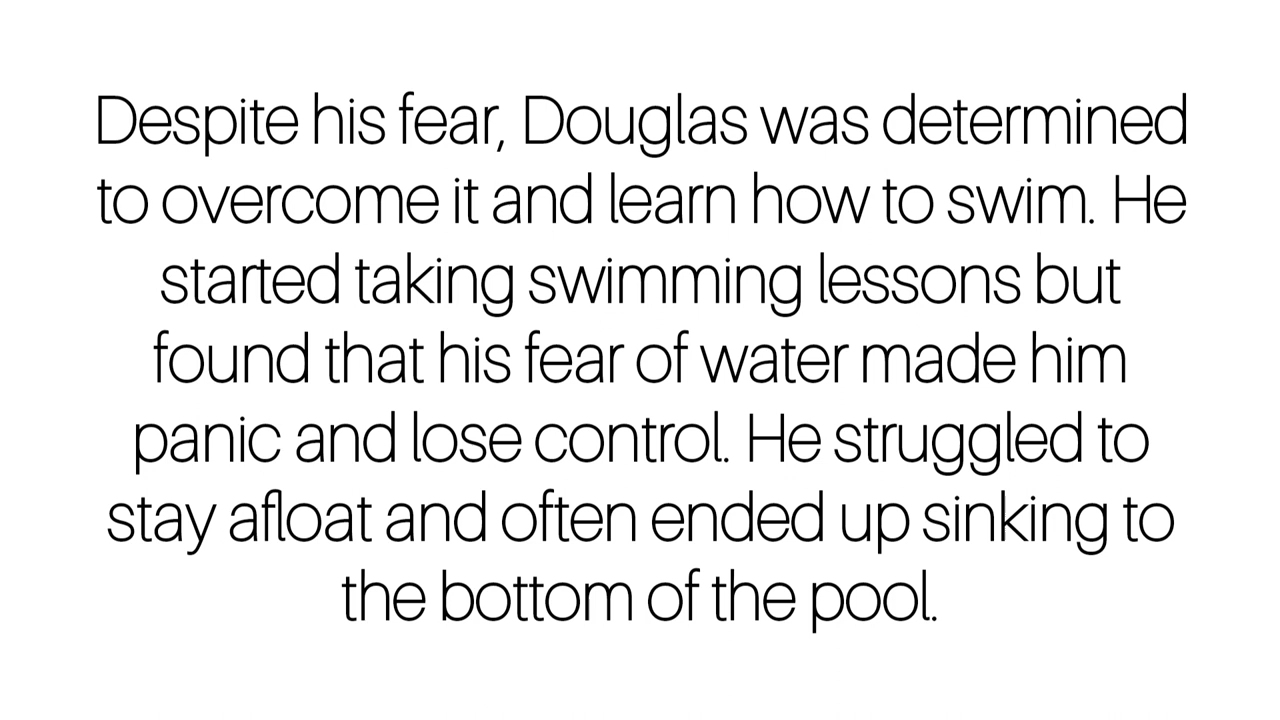 Despite his fear, Douglas was determined
to overcome it and learn how to swim. He
started taking swimming lessons but
found that his fear of water made him
panic and lose control. He struggled to
stay afloat and often ended up sinking to
the bottom of the pool.